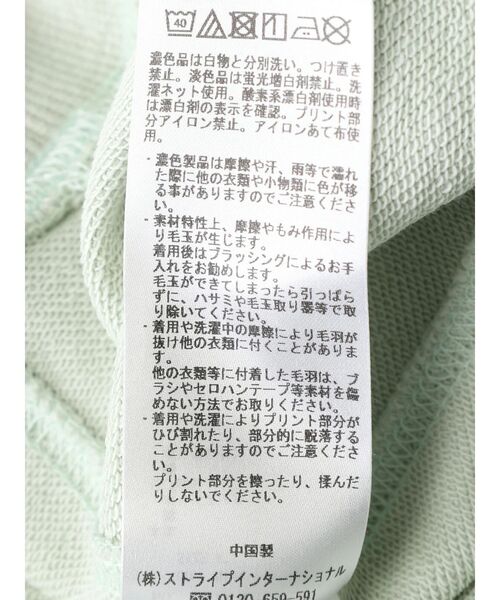 40
濃色品は白物と分別洗い。つけ置き
禁止。淡色品は蛍光増白剤禁止。洗
濯ネット使用。酸素系漂白剤使用時
は漂白剤の表示を確認。プリント部
分アイロン禁止。アイロンあて布使
用。
・濃色製品は摩擦や汗、雨等で濡れ
た際に他の衣類や小物類に色が移
る事がありますのでご注意くださ
い。
・素材特性上、摩擦やもみ作用によ
り毛玉が生じます。
着用後はブラッシングによるお手
入れをお勧めします。
毛玉ができてしまったら引っぱら
ずに、ハサミや毛玉取り器等で取
り除いてください。
・着用や洗濯中の摩擦により毛羽が
抜け他の衣類に付くことがありま
す。
他の衣類等に付着した毛羽は、ブ
ラシやセロハンテープ等素材を傷
めない方法でお取りください。
・着用や洗濯によりプリント部分が
ひび割れたり、部分的に脱落する
ことがありますのでご注意くださ
い。
プリント部分を擦ったり、揉んだ
りしないでください。
中国製
(株)ストライプインターナショナル
0120-659-591